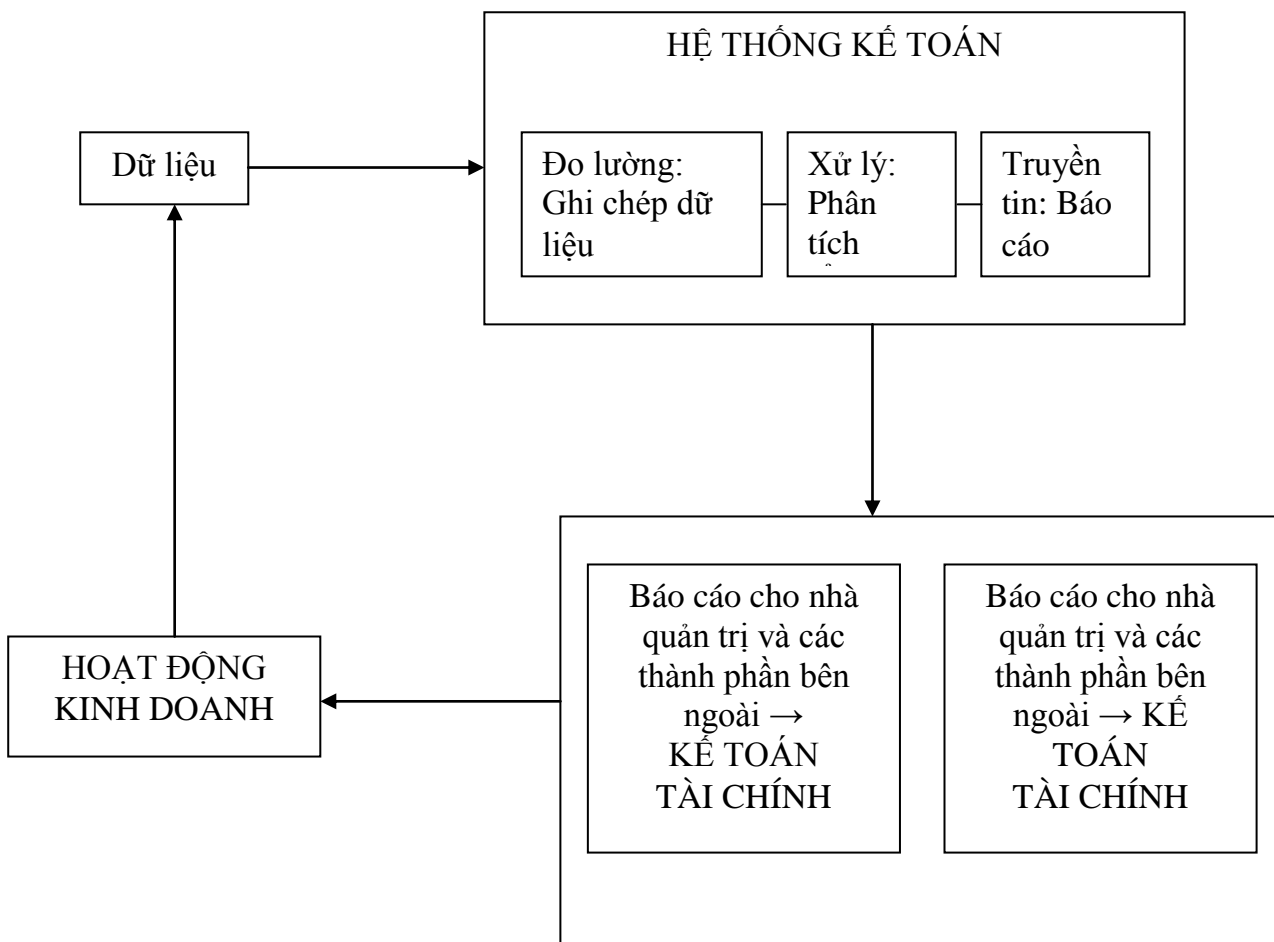 HỆ THỐNG KẾ TOÁN
Dữ liệu
Đo lường:
Ghi chép dữ
liệu
Xử lý:
Phân
tích
Truyền
tin: Báo
cáo
Báo cáo cho nhà
quản trị và các
thành phần bên
ngoài →
KẾ TOÁN
TÀI CHÍNH
Báo cáo cho nhà
quản trị và các
thành phần bên
ngoài → KẾ
TOÁN
TÀI CHÍNH
HOẠT ĐỘNG
KINH DOANH